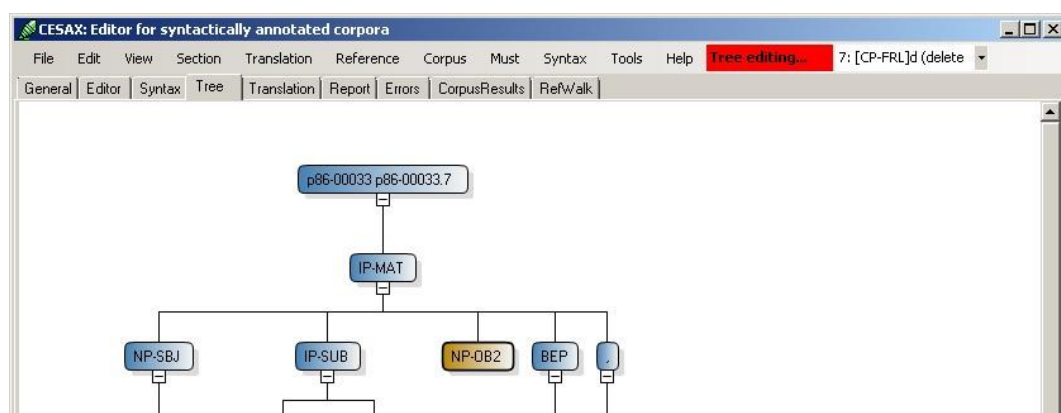 CESAX: Editor for syntactically annotated corpora
File Edit View Section Translation Reference Corpus Must Syntax Tools Help Tree editing... 7: [CP-FRL]d (delete
General Editor Syntax Tree Translation Report Errors CorpusResults RefWalk
p86-00033 p86-00033.7
IP-MAT
NP-SBJ IP-SUB NP-OB2 BEP ,